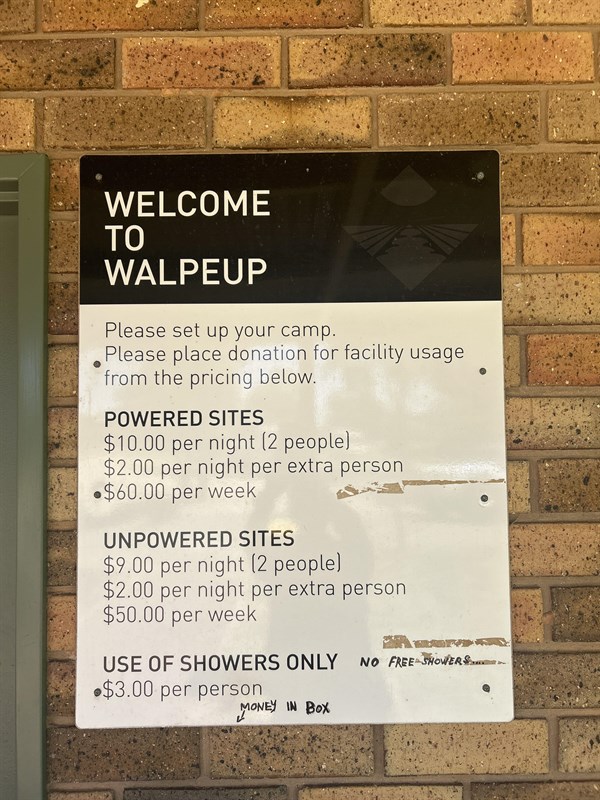 WELCOME
TO
WALPEUP
Please set up your camp.
Please place donation for facility usage
from the pricing below.
POWERED SITES
$10.00 per night (2 people)
$2.00 per night per extra person
$60.00 per week
UNPOWERED SITES
$9.00 per night (2 people)
$2.00 per night per extra person
$50.00 per week
USE OF SHOWERS ONLY NO FREE SHOWERS....
$3.00 per person
MONEY IN BOX